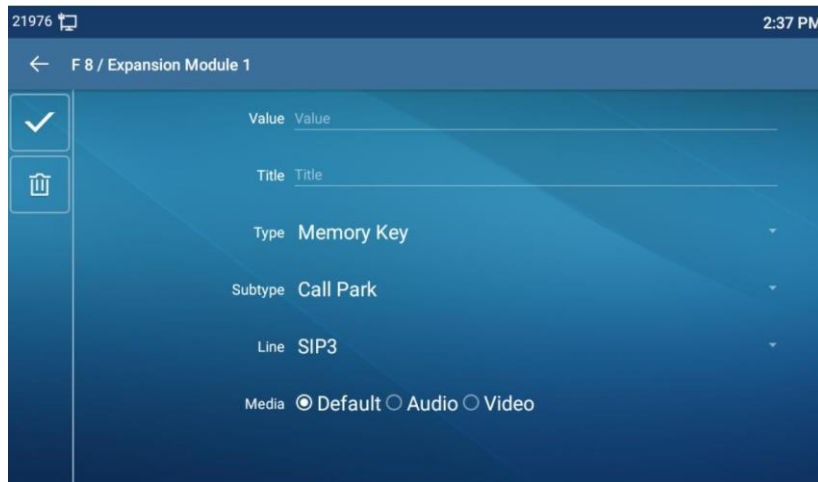 21976 2:37 PM
F 8 / Expansion Module 1
Value Value
Title Title
Type Memory Key
Subtype Call Park
Line SIP3
Media Default Audio Video